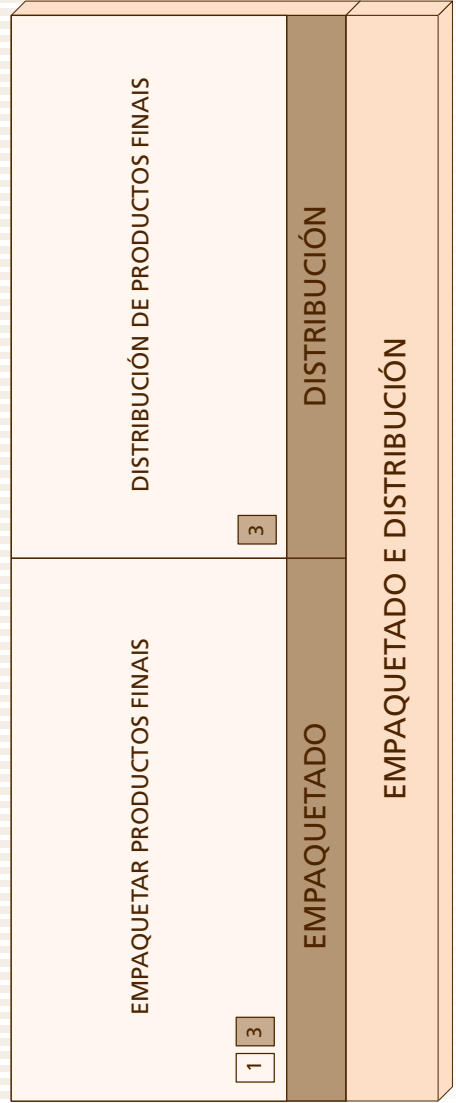 EMPAQUETADO E DISTRIBUCIÓN
EMPAQUETADO
1 3
EMPAQUETAR PRODUCTOS FINAIS
DISTRIBUCIÓN
3
DISTRIBUCIÓN DE PRODUCTOS FINAIS